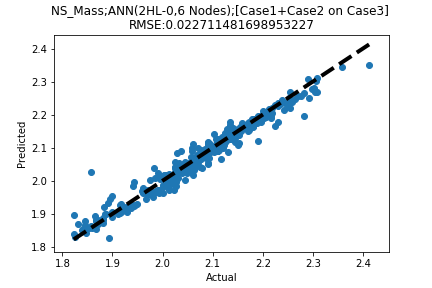 NS_Mass;ANN(2HL-0,6 Nodes);[Case1+Case2 on Case3]
RMSE:0.022711481698953227
2.4
2.3
2.2
2.1
2.0
1.9
1.8
Predicted
1.8 1.9 2.0 2.1 2.2 2.3 2.4
Actual